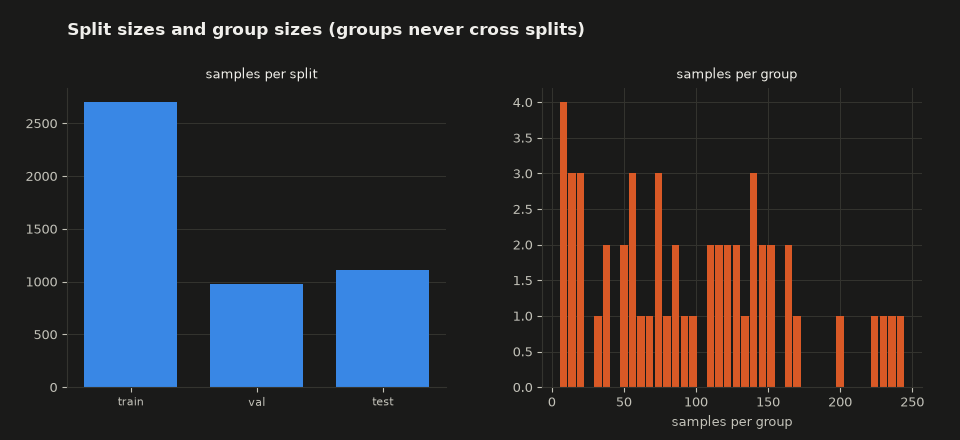 Split sizes and group sizes (groups never cross splits)
samples per split
2500
2000
1500
1000
500
0
train val test
samples per group
4.0
3.5
3.0
2.5
2.0
1.5
1.0
0.5
0.0
0 50 100 150 200 250
samples per group